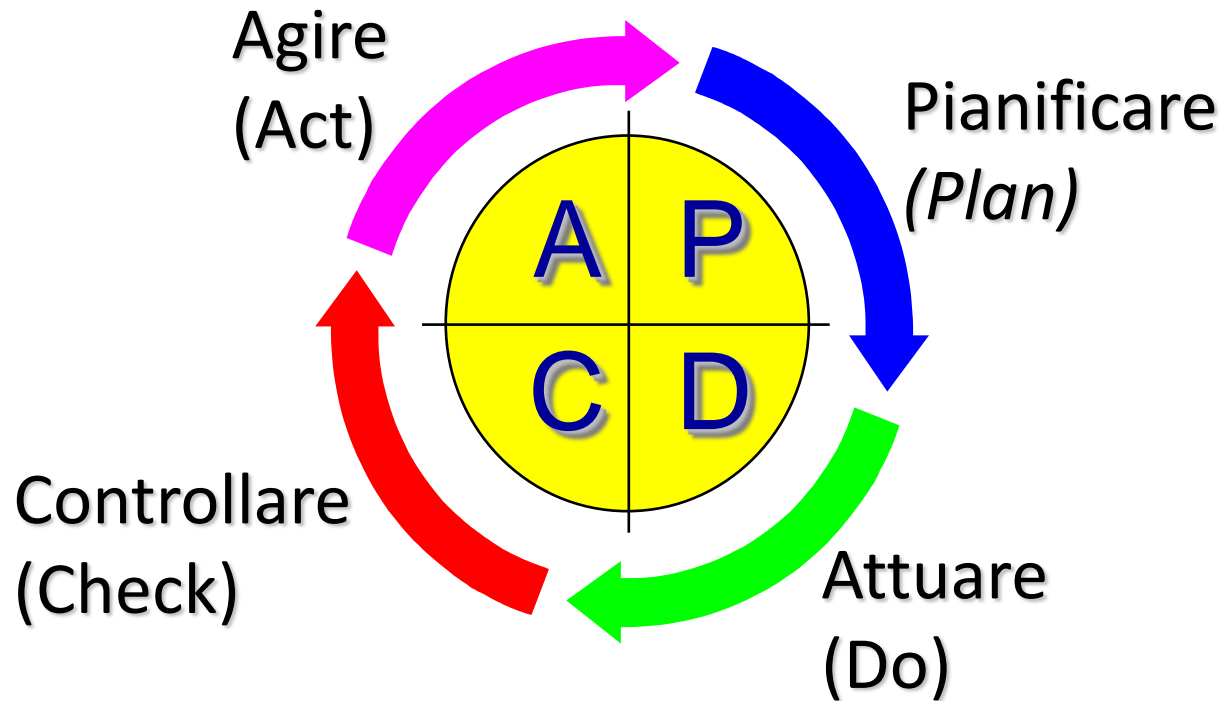 Agire
(Act)
Pianificare
(Plan)
A P
C D
Controllare
(Check)
Attuare
(Do)